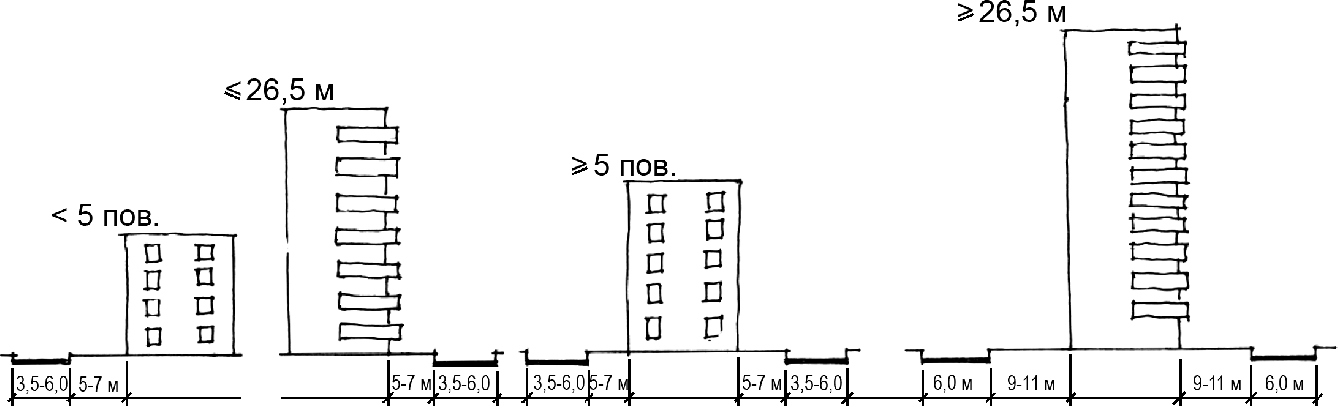 ⩾26,5 м
⩽26,5 м
⩾5 пов.
< 5 пов.
3,5-6,0 5-7 м 5-7 м 3,5-6,0 3,5-6,0 5-7 м 5-7 м 3,5-6,0 6,0 м 9-11 м 9-11 м 6,0 м